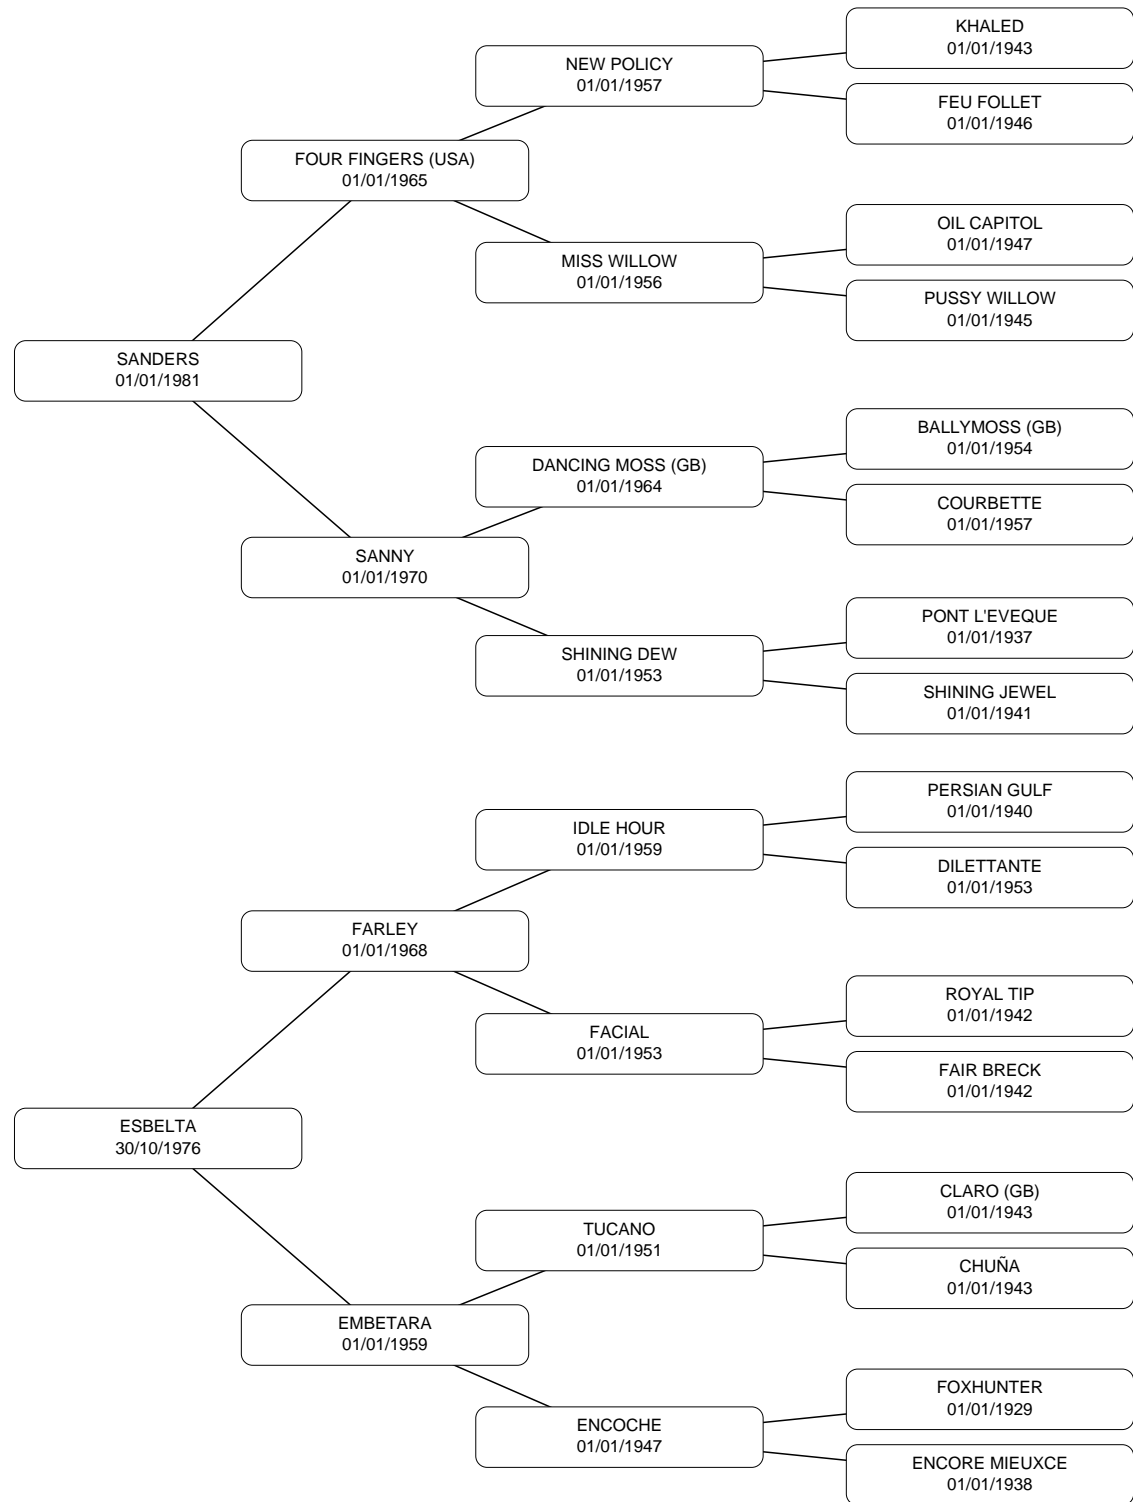 KHALED
01/01/1943
NEW POLICY
01/01/1957
FEU FOLLET
01/01/1946
FOUR FINGERS (USA)
01/01/1965
OIL CAPITOL
01/01/1947
MISS WILLOW
01/01/1956
PUSSY WILLOW
01/01/1945
SANDERS
01/01/1981
BALLYMOSS (GB)
01/01/1954
DANCING MOSS (GB)
01/01/1964
COURBETTE
01/01/1957
SANNY
01/01/1970
PONT L'EVEQUE
01/01/1937
SHINING DEW
01/01/1953
SHINING JEWEL
01/01/1941
PERSIAN GULF
01/01/1940
IDLE HOUR
01/01/1959
DILETTANTE
01/01/1953
FARLEY
01/01/1968
ROYAL TIP
01/01/1942
FACIAL
01/01/1953
FAIR BRECK
01/01/1942
ESBELTA
30/10/1976
CLARO (GB)
01/01/1943
TUCANO
01/01/1951
CHUÑA
01/01/1943
EMBETARA
01/01/1959
FOXHUNTER
01/01/1929
ENCOCHE
01/01/1947
ENCORE MIEUXCE
01/01/1938